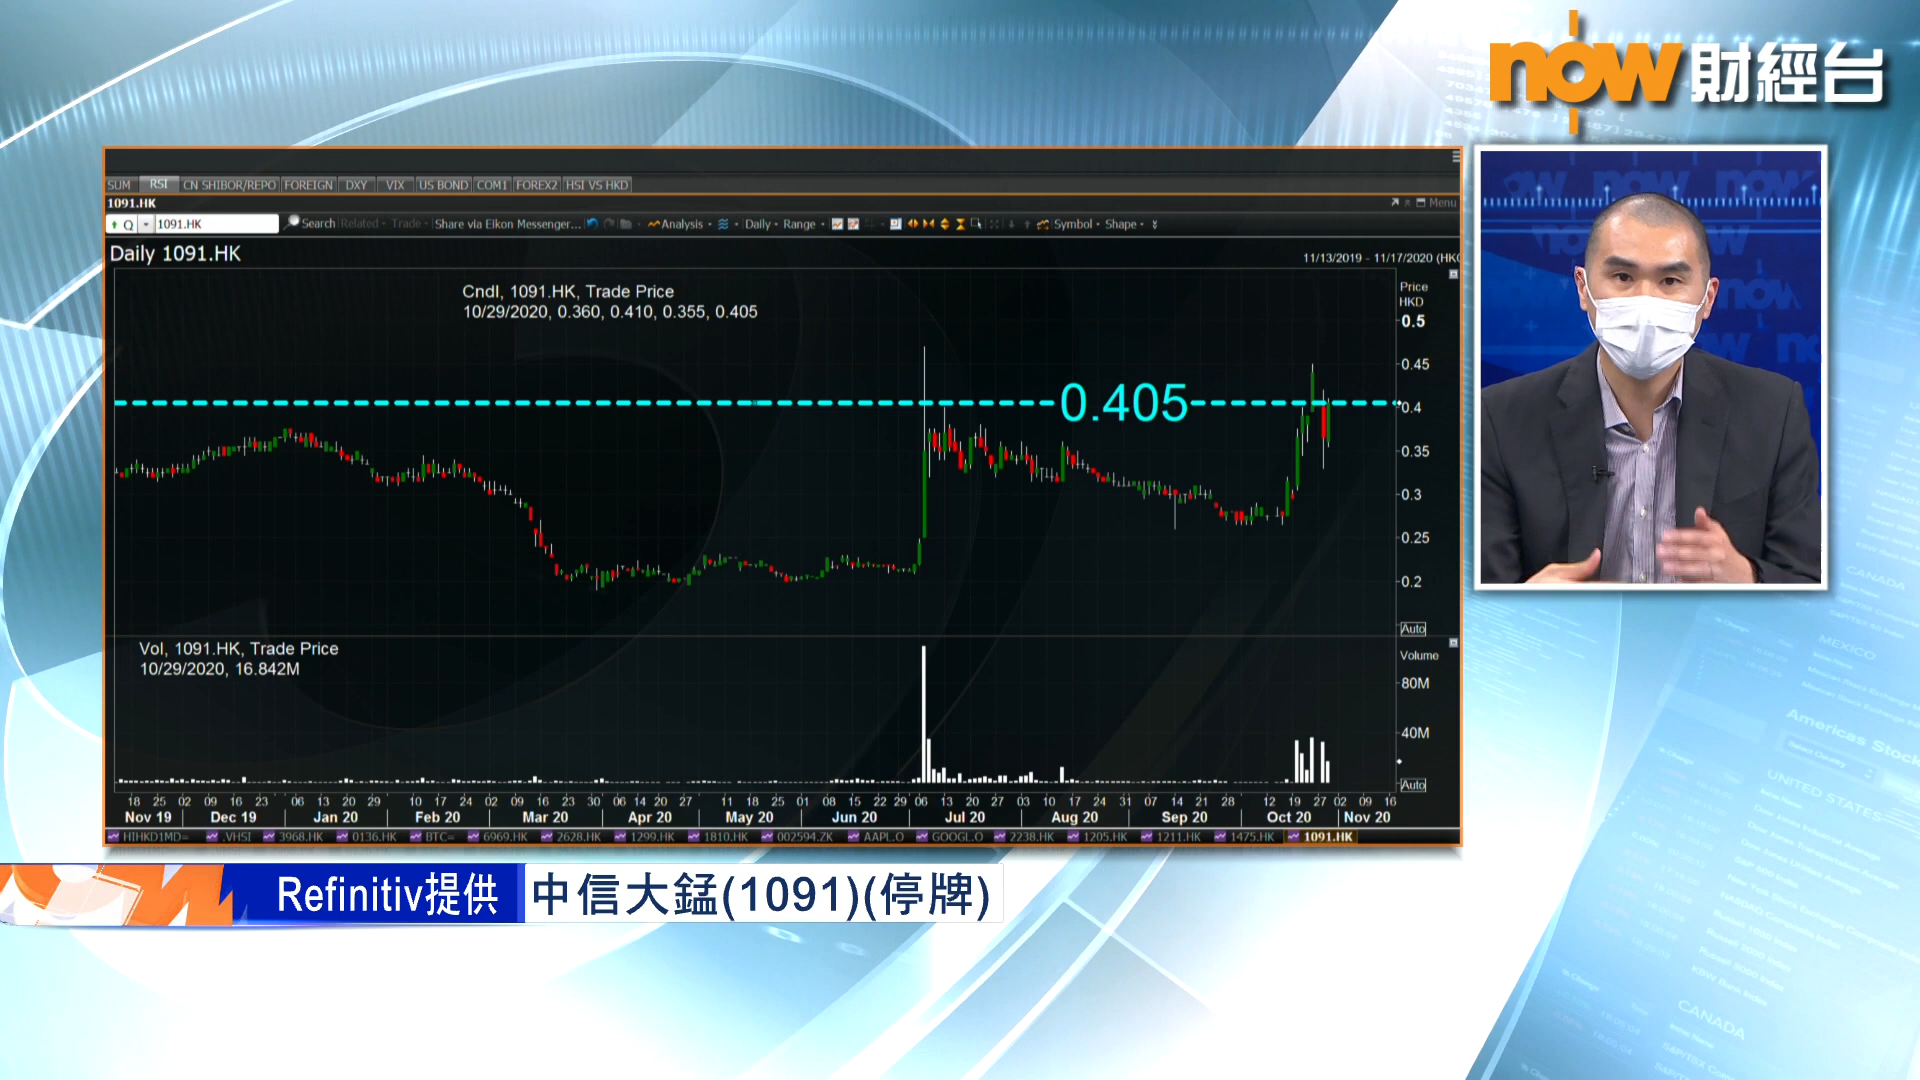 now 財經台
SUM RSI CN SHIBOR/REPO FOREIGN DXY VIX US BOND COM1 FOREX2 HSI VS HKD
1091.HK
Menu
Q 1091.HK Search Related Trade Share via Eikon Messenger... Analysis Daily Range Symbol Shape
Daily 1091.HK
11/13/2019 - 11/17/2020 (HK
Cndl, 1091.HK, Trade Price
10/29/2020, 0.360, 0.410, 0.355, 0.405
Price
HKD
0.5
0.45
0.405
0.4
0.35
0.3
0.25
0.2
Auto
Vol, 1091.HK, Trade Price
10/29/2020, 16.842M
Volume
80M
40M
Auto
18 25 02 09 16 23 06 13 20 29 10 17 24 02 09 16 23 30 06 14 20 27 11 18 25 01 08 15 22 29 06 13 20 27 03 10 17 24 31 07 14 21 28 12 19 27 02 09 16
Nov 19 Dec 19 Jan 20 Feb 20 Mar 20 Apr 20 May 20 Jun 20 Jul 20 Aug 20 Sep 20 Oct 20 Nov 20
HIHKD1MD= .VHSI 3968.HK 0136.HK BTC= 6969.HK 2628.HK 1299.HK 1810.HK 002594.ZK AAPL.O GOOGL.O 2238.HK 1205.HK 1211.HK 1475.HK 1091.HK
Refinitiv提供 中信大錳(1091)(停牌)
CANADA
MEXICO
Americas Stock
UNITED STATES
CANADA